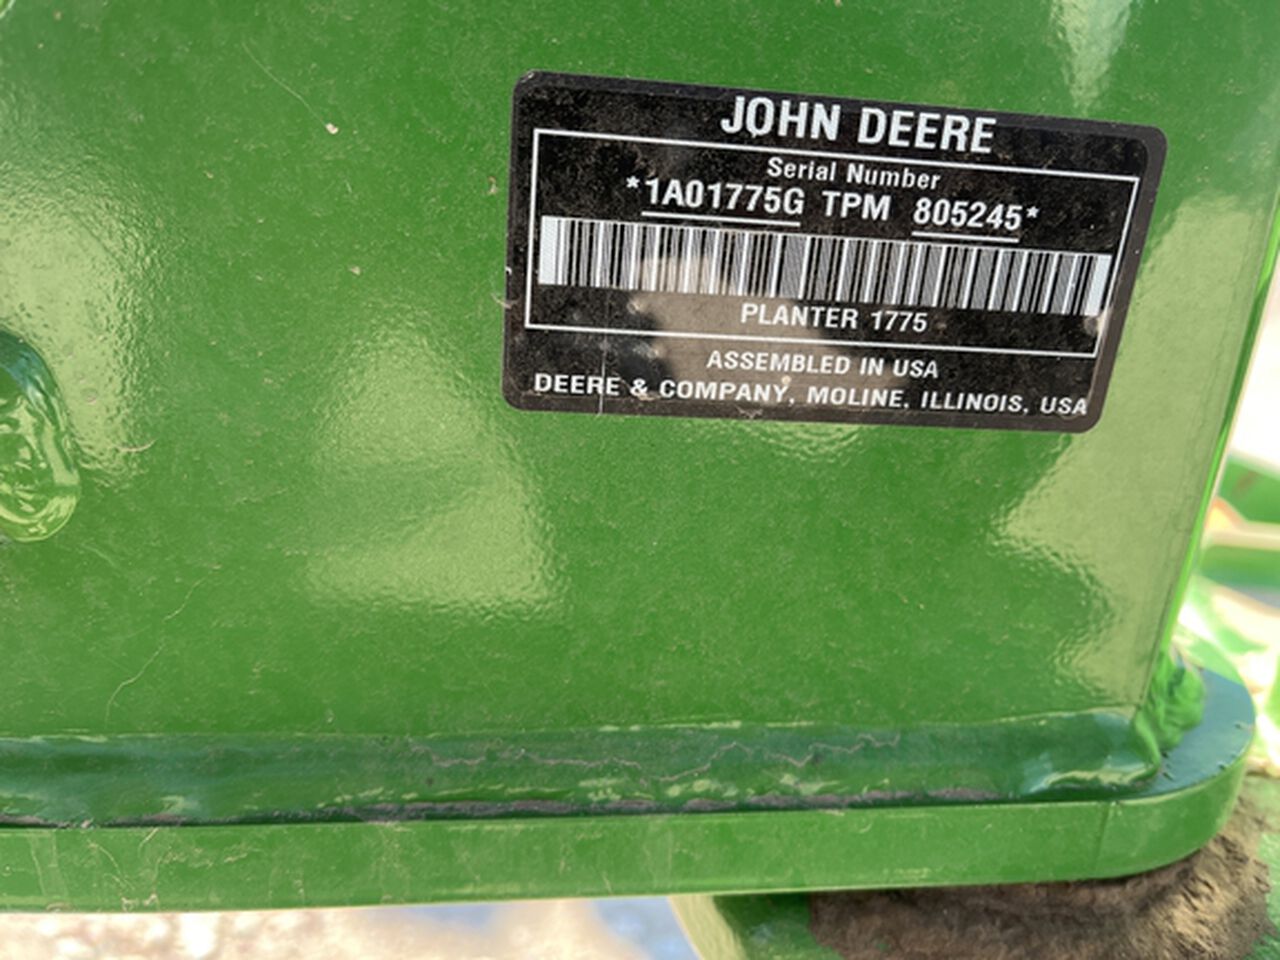 JOHN DEERE
Serial Number
*1A01775G TPM 805245*
PLANTER 1775
ASSEMBLED IN USA
DEERE & COMPANY, MOLINE, ILLINOIS, USA